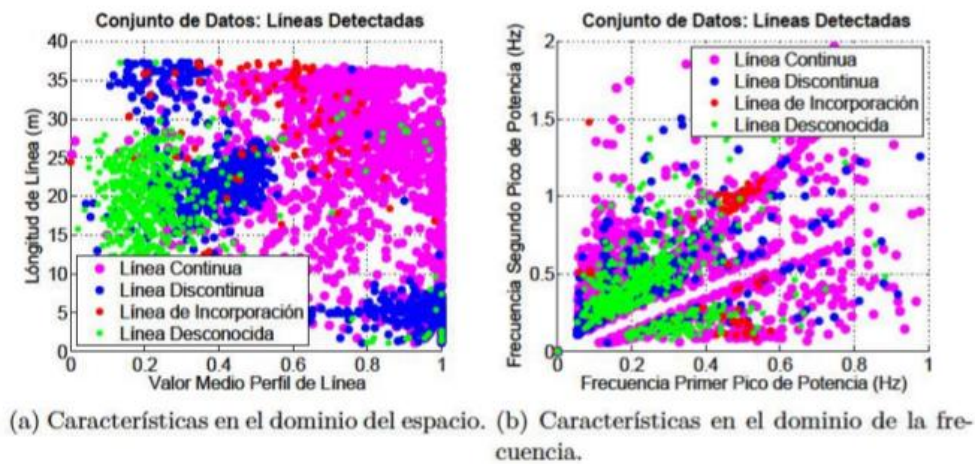 Conjunto de Datos: Líneas Detectadas
Lóngitud de Línea (m)
40
35
30
25
20
15
10
5
0
Línea Continua
Línea Discontinua
Línea de Incorporación
Línea Desconocida
0 0.2 0.4 0.6 0.8 1
Valor Medio Perfil de Línea
(a) Características en el dominio del espacio.
Conjunto de Datos: Líneas Detectadas
Frecuencia Segundo Pico de Potencia (Hz)
2
1.5
1
0.5
0
Línea Continua
Línea Discontinua
Línea de Incorporación
Línea Desconocida
0 0.2 0.4 0.6 0.8 1
Frecuencia Primer Pico de Potencia (Hz)
(b) Características en el dominio de la fre-
cuencia.